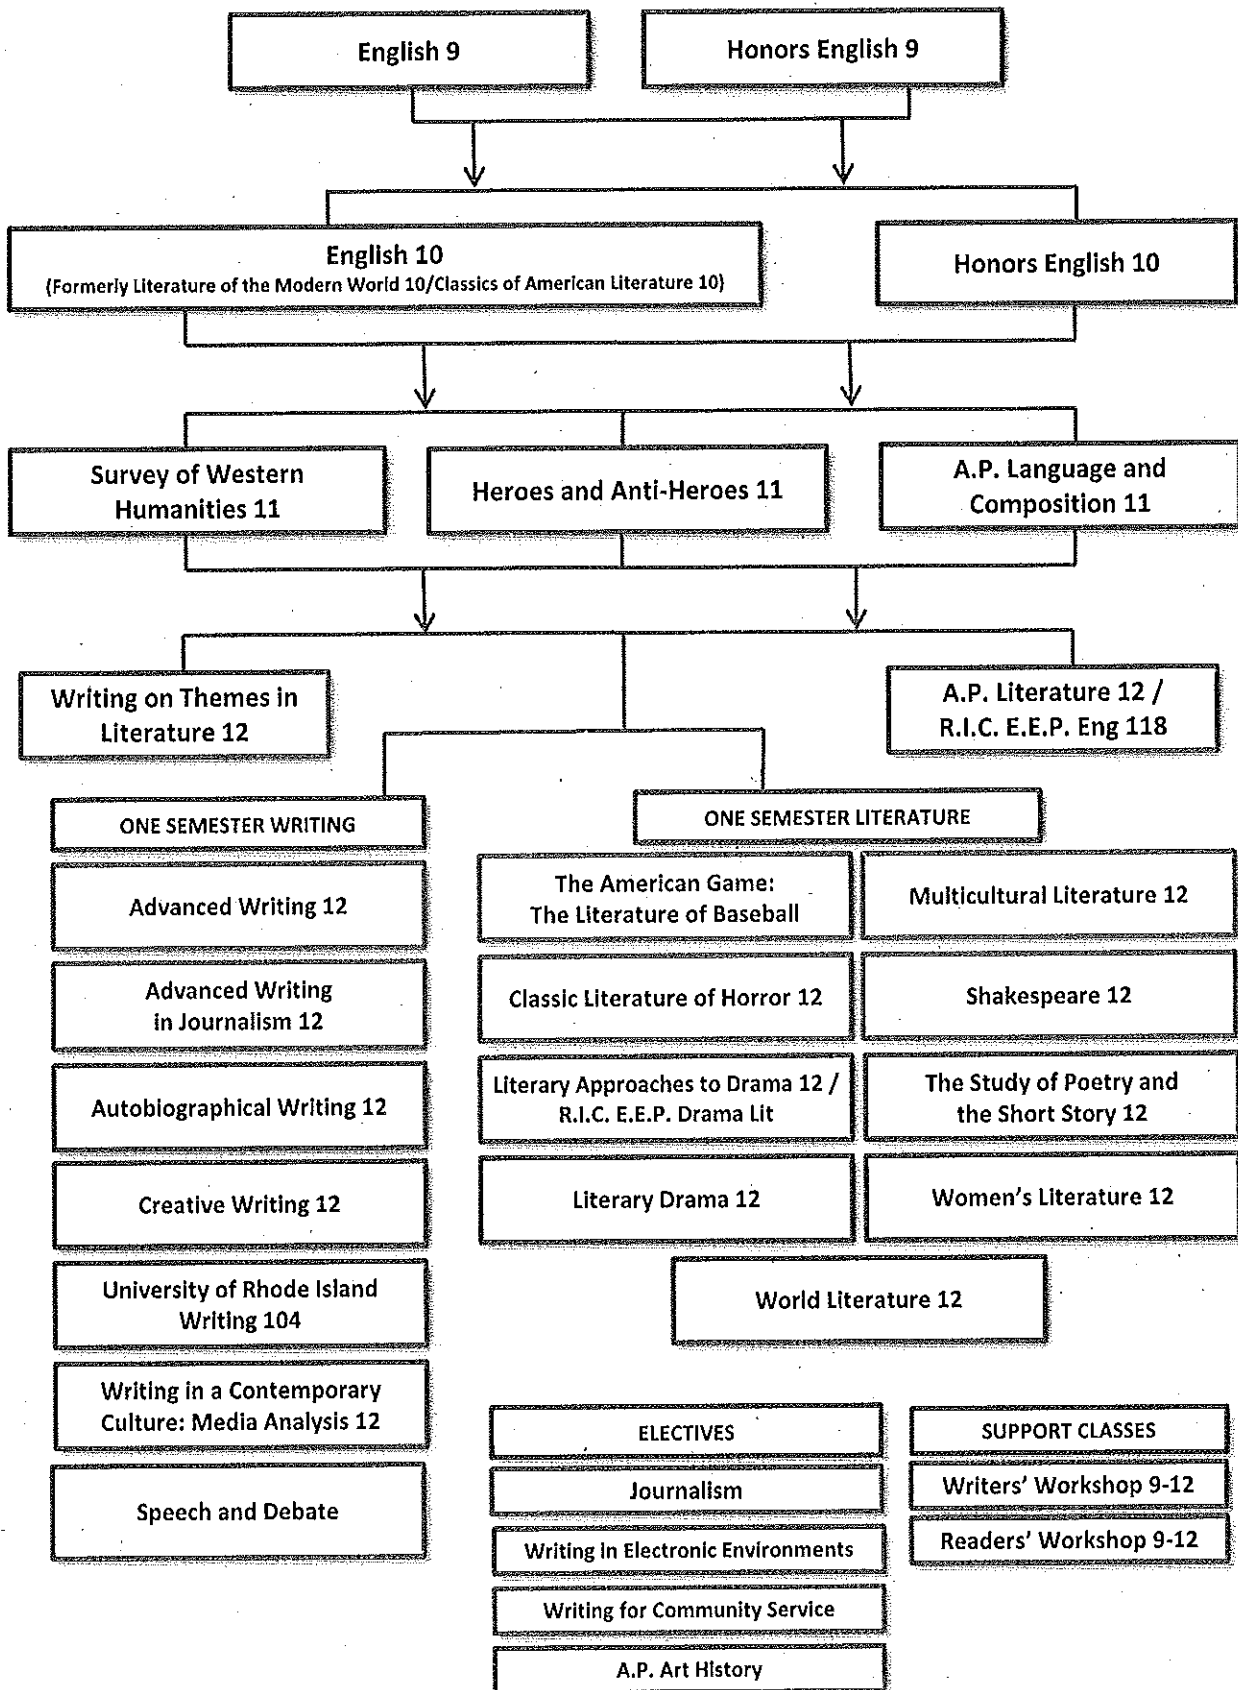 English 9
Honors English 9
English 10
(Formerly Literature of the Modern World 10/Classics of American Literature 10)
Honors English 10
Survey of Western
Humanities 11
Heroes and Anti-Heroes 11
A.P. Language and
Composition 11
Writing on Themes in
Literature 12
A.P. Literature 12 /
R.I.C. E.E.P. Eng 118
ONE SEMESTER WRITING
Advanced Writing 12
Advanced Writing
in Journalism 12
Autobiographical Writing 12
Creative Writing 12
University of Rhode Island
Writing 104
Writing in a Contemporary
Culture: Media Analysis 12
Speech and Debate
ONE SEMESTER LITERATURE
The American Game:
The Literature of Baseball
Multicultural Literature 12
Classic Literature of Horror 12
Shakespeare 12
Literary Approaches to Drama 12 /
R.I.C. E.E.P. Drama Lit
The Study of Poetry and
the Short Story 12
Literary Drama 12
Women's Literature 12
World Literature 12
ELECTIVES
Journalism
Writing in Electronic Environments
Writing for Community Service
A.P. Art History
SUPPORT CLASSES
Writers' Workshop 9-12
Readers' Workshop 9-12